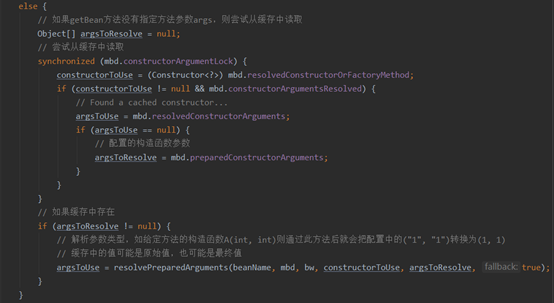 else {
// 如果getBean方法没有指定方法参数args，则尝试从缓存中读取
Object[] argsToResolve = null;
// 尝试从缓存中读取
synchronized (mbd.constructorArgumentLock) {
constructorToUse = (Constructor<?>) mbd.resolvedConstructorOrFactoryMethod;
if (constructorToUse != null && mbd.constructorArgumentsResolved) {
// Found a cached constructor...
argsToUse = mbd.resolvedConstructorArguments;
if (argsToUse == null) {
// 配置的构造函数参数
argsToResolve = mbd.preparedConstructorArguments;
}
}
}
// 如果缓存中存在
if (argsToResolve != null) {
// 解析参数类型，如给定方法的构造函数A(int, int)则通过此方法后就会把配置中的("1", "1")转换为(1, 1)
// 缓存中的值可能是原始值，也可能是最终值
argsToUse = resolvePreparedArguments(beanName, mbd, bw, constructorToUse, argsToResolve, fallback: true);
}
}